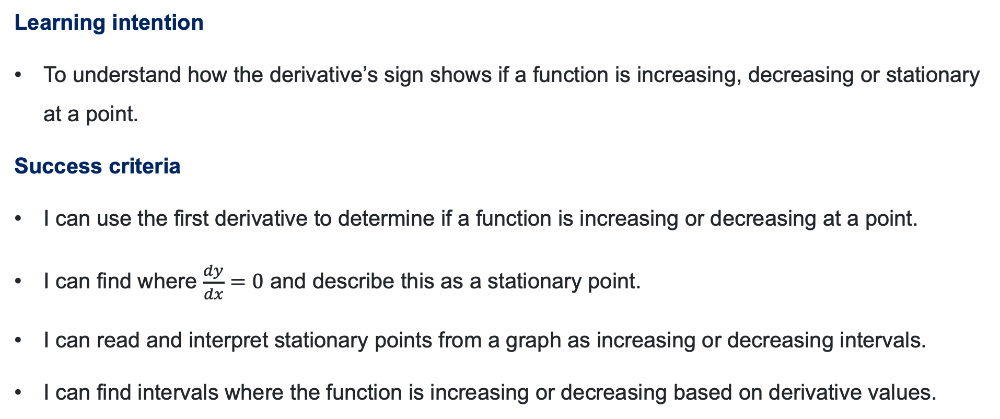 Learning intention
• To understand how the derivative’s sign shows if a function is increasing, decreasing or stationary
at a point.
Success criteria
• I can use the first derivative to determine if a function is increasing or decreasing at a point.
• I can find where dy/dx = 0 and describe this as a stationary point.
• I can read and interpret stationary points from a graph as increasing or decreasing intervals.
• I can find intervals where the function is increasing or decreasing based on derivative values.